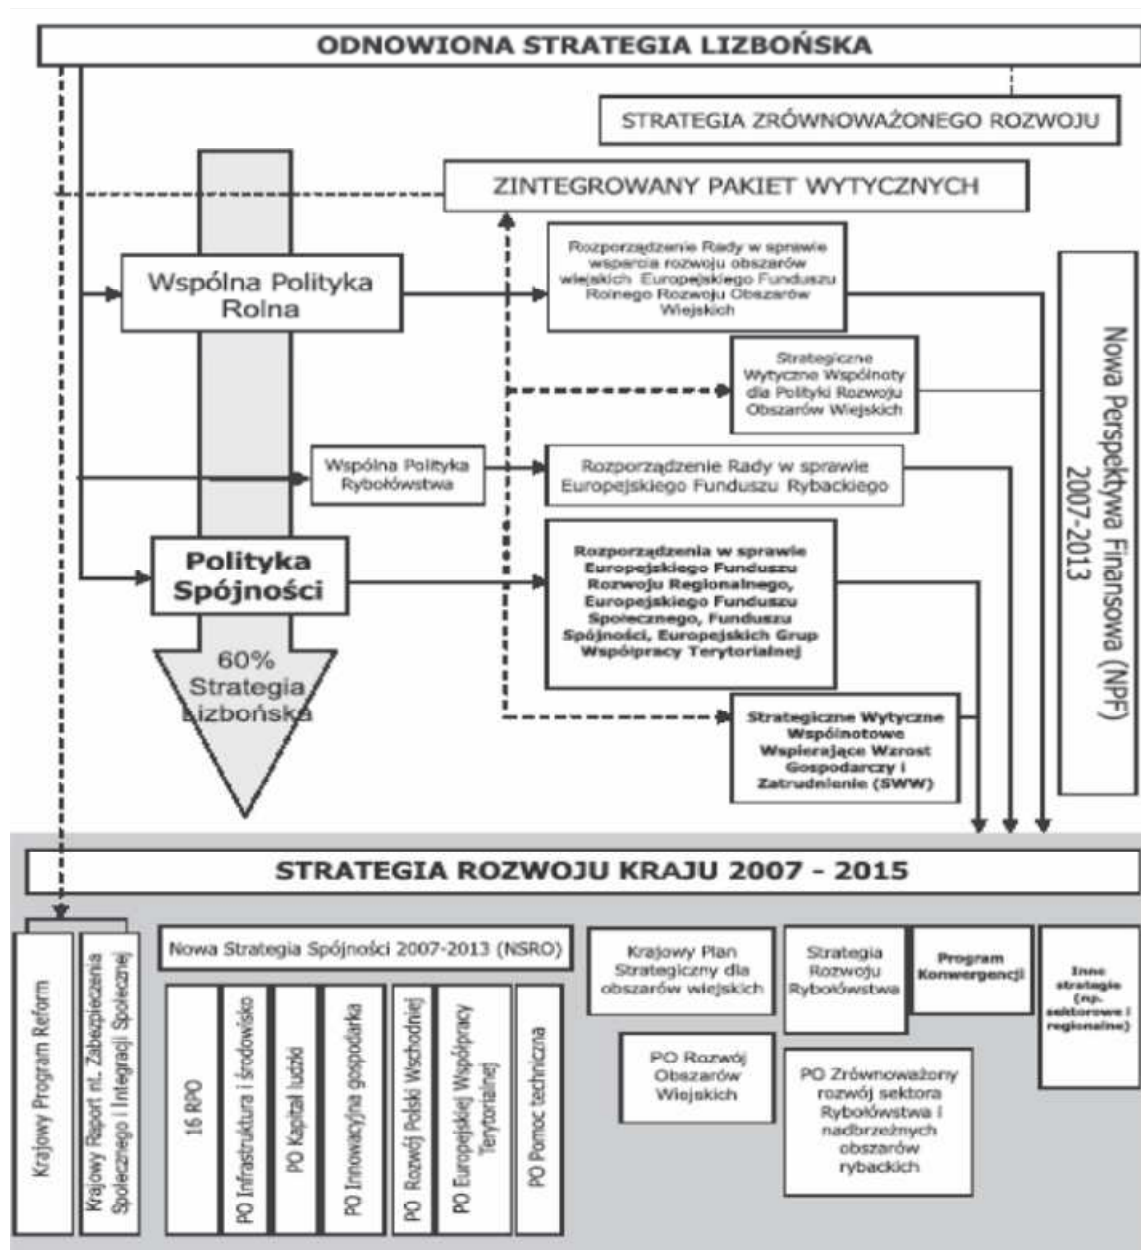 ODNOWIONA STRATEGIA LIZBOŃSKA
STRATEGIA ZRÓWNOWAŻONEGO ROZWOJU
ZINTEGROWANY PAKIET WYTYCZNYCH
Wspólna Polityka
Rolna
Rozporządzenie Rady w sprawie
wsparcia rozwoju obszarów
wiejskich Europejskiego Funduszu
Rolnego Rozwoju Obszarów
Wiejskich
Strategiczne
Wytyczne Wspólnoty
dla Polityki Rozwoju
Obszarów Wiejskich
Wspólna Polityka
Rybołówstwa
Rozporządzenie Rady w sprawie
Europejskiego Funduszu Rybackiego
Polityka
Spójności
Rozporządzenia w sprawie
Europejskiego Funduszu
Rozwoju Regionalnego,
Europejskiego Funduszu
Społecznego, Funduszu
Spójności, Europejskich Grup
Współpracy Terytorialnej
60%
Strategia
Lizbońska
Strategiczne Wytyczne
Wspólnotowe
Wspierające Wzrost
Gospodarczy i
Zatrudnienie (SWW)
Nowa Perspektywa Finansowa (NPF)
2007-2013
STRATEGIA ROZWOJU KRAJU 2007 - 2015
Krajowy Program Reform
Krajowy Raport nt. Zabezpieczenia
Społecznego i Integracji Społecznej
Nowa Strategia Spójności 2007-2013 (NSRO)
16 RPO
PO Infrastruktura i środowisko
PO Kapitał ludzki
PO Innowacyjna gospodarka
PO Rozwój Polski Wschodniej
PO Europejskiej Współpracy
Terytorialnej
PO Pomoc techniczna
Krajowy Plan
Strategiczny dla
obszarów wiejskich
PO Rozwój
Obszarów
Wiejskich
Strategia
Rozwoju
Rybołówstwa
PO Zrównoważony
rozwój sektora
Rybołówstwa i
nadbrzeżnych
obszarów
rybackich
Program
Konwergencji
Inne
strategie
(np.
sektorowe i
regionalne)